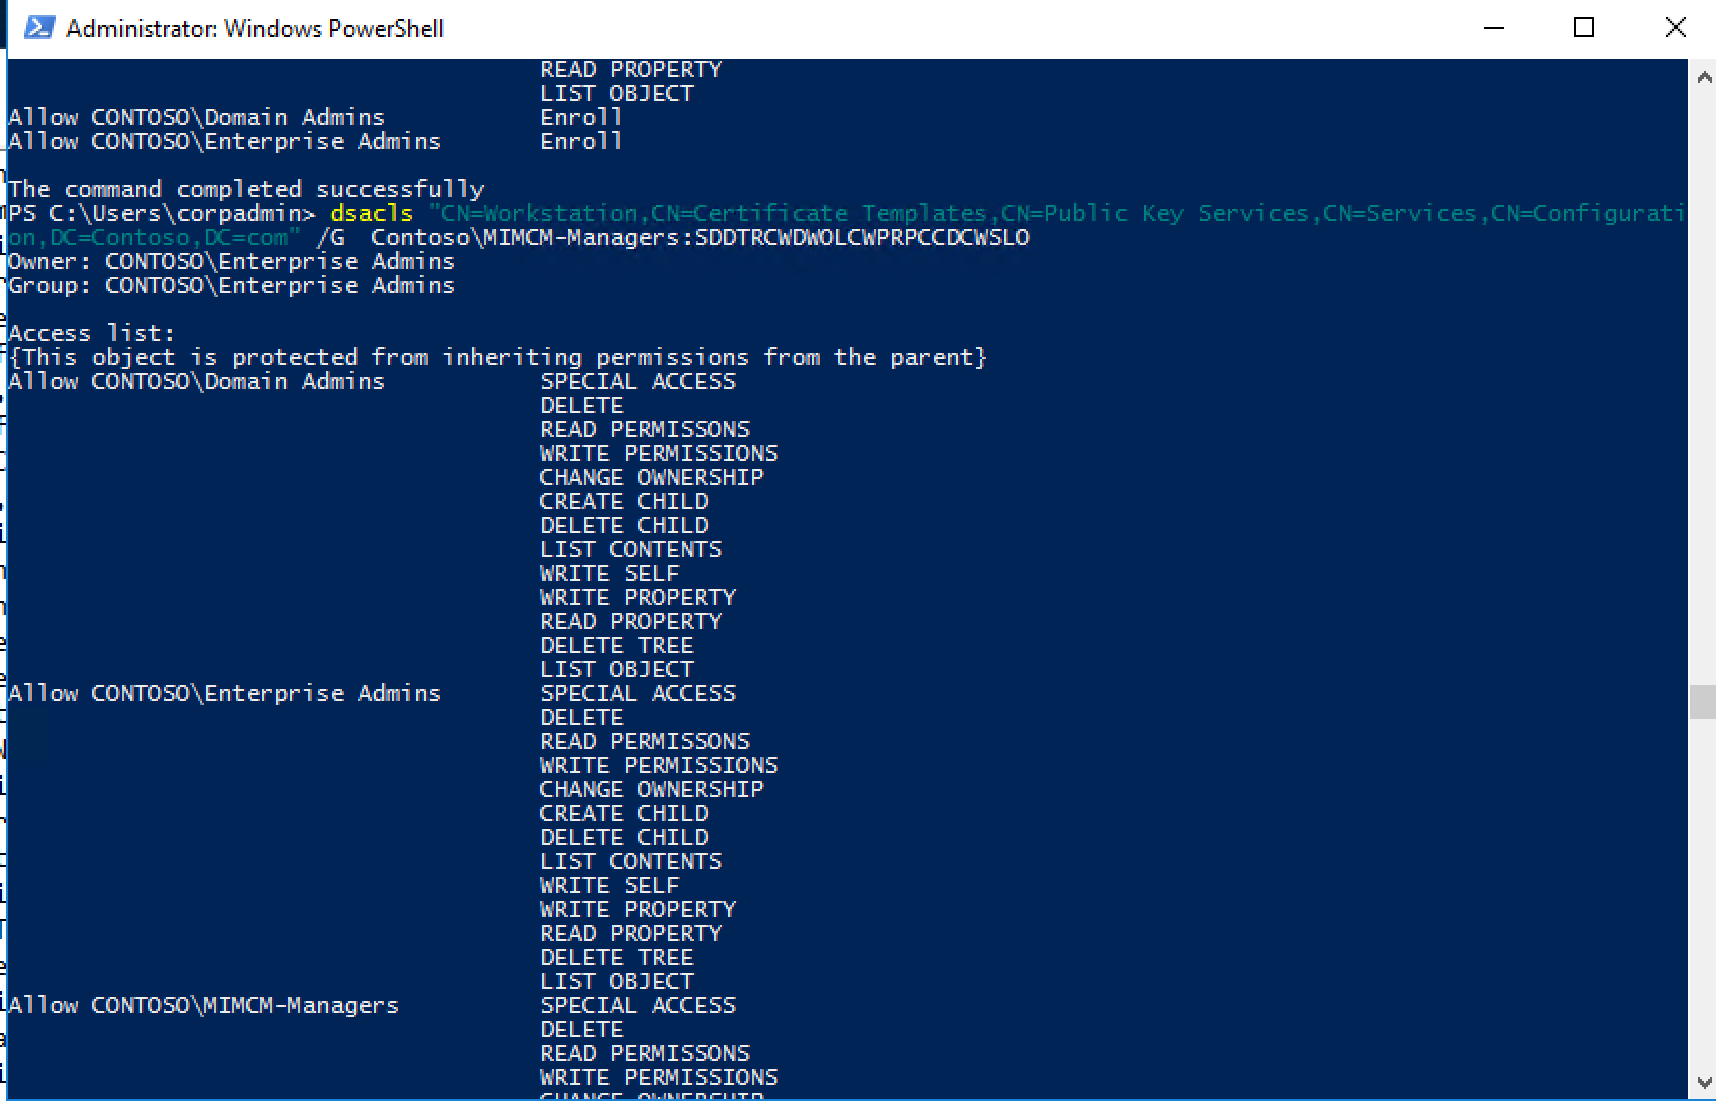 Administrator: Windows PowerShell
READ PROPERTY
LIST OBJECT
Allow CONTOSO\Domain Admins Enroll
Allow CONTOSO\Enterprise Admins Enroll
The command completed successfully
PS C:\Users\corpadmin> dsacls "CN=Workstation,CN=Certificate Templates,CN=Public Key Services,CN=Services,CN=Configurati
on,DC=Contoso,DC=com" /G  Contoso\MIMCM-Managers:SDDTRCWDWOLCWPRPCCDCWSLO
Owner: CONTOSO\Enterprise Admins
Group: CONTOSO\Enterprise Admins
Access list:
{This object is protected from inheriting permissions from the parent}
Allow CONTOSO\Domain Admins SPECIAL ACCESS
DELETE
READ PERMISSONS
WRITE PERMISSIONS
CHANGE OWNERSHIP
CREATE CHILD
DELETE CHILD
LIST CONTENTS
WRITE SELF
WRITE PROPERTY
READ PROPERTY
DELETE TREE
LIST OBJECT
Allow CONTOSO\Enterprise Admins SPECIAL ACCESS
DELETE
READ PERMISSONS
WRITE PERMISSIONS
CHANGE OWNERSHIP
CREATE CHILD
DELETE CHILD
LIST CONTENTS
WRITE SELF
WRITE PROPERTY
READ PROPERTY
DELETE TREE
LIST OBJECT
Allow CONTOSO\MIMCM-Managers SPECIAL ACCESS
DELETE
READ PERMISSONS
WRITE PERMISSIONS
CHANGE OWNERSHIP